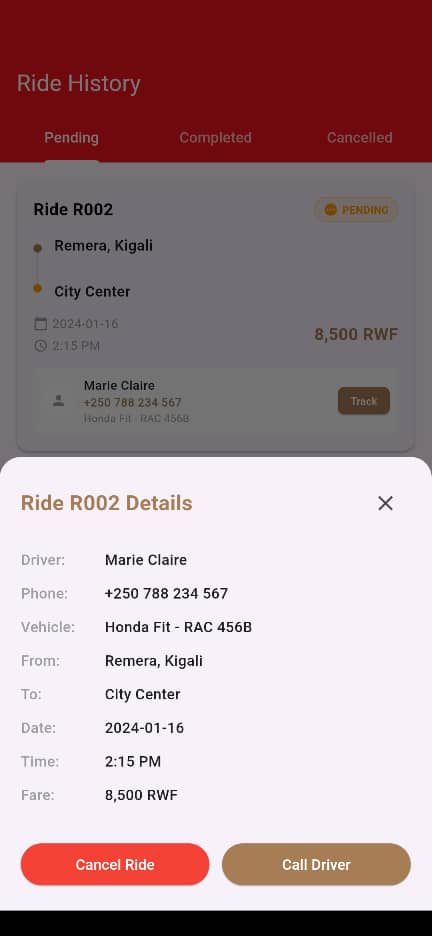 Ride History
Pending Completed Cancelled
Ride R002 PENDING
Remera, Kigali
City Center
2024-01-16
2:15 PM 8,500 RWF
Marie Claire
+250 788 234 567
Honda Fit - RAC 456B
Track
Ride R002 Details
Driver: Marie Claire
Phone: +250 788 234 567
Vehicle: Honda Fit - RAC 456B
From: Remera, Kigali
To: City Center
Date: 2024-01-16
Time: 2:15 PM
Fare: 8,500 RWF
Cancel Ride Call Driver